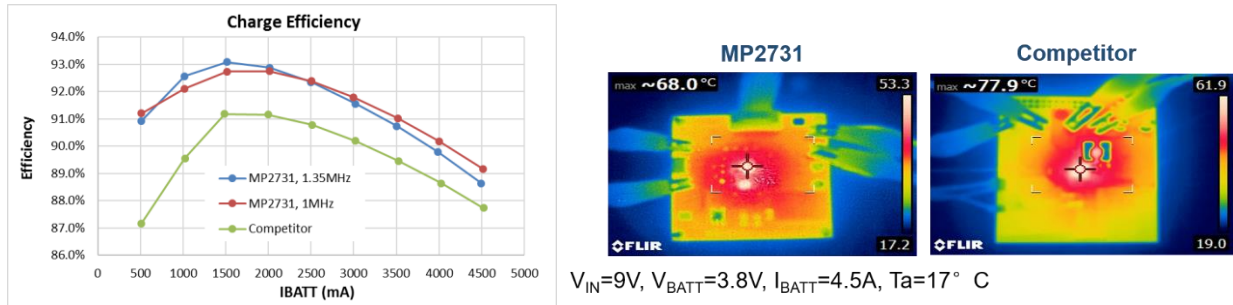 Charge Efficiency
94.0%
93.0%
92.0%
91.0%
90.0%
89.0%
88.0%
87.0%
86.0%
Efficiency
MP2731, 1.35MHz
MP2731, 1MHz
Competitor
0 500 1000 1500 2000 2500 3000 3500 4000 4500 5000
IBATT (mA)
MP2731
max ~68.0 °C
53.3
17.2
FLIR
Competitor
max ~77.9 °C
61.9
19.0
FLIR
V_IN=9V, V_BATT=3.8V, I_BATT=4.5A, Ta=17° C